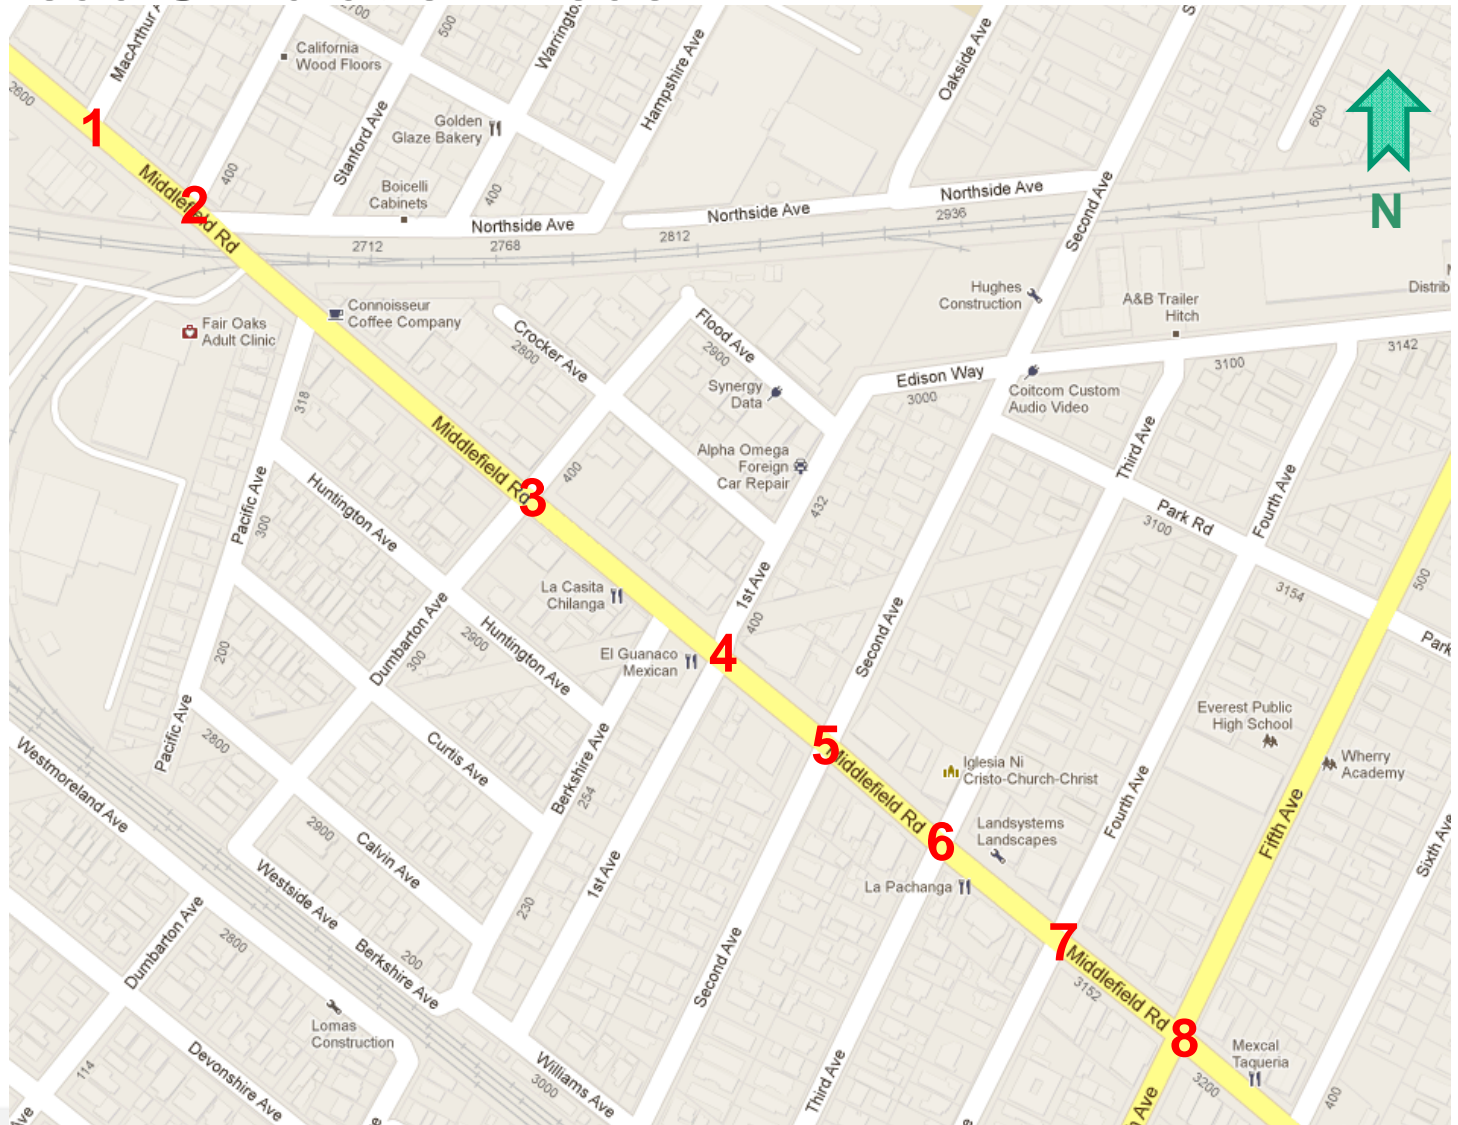 MacArthur A
2700
500
Warringto
Hampshire Ave
Oakside Ave
California
Wood Floors
2600
1
600
Golden
Glaze Bakery
Stanford Ave
Middlefield Rd
2
400
Boicelli
Cabinets
400
Northside Ave
Northside Ave
Northside Ave
2936
Second Ave
N
2712
2768
2812
Hughes
Construction
A&B Trailer
Hitch
Distrib
Connoisseur
Coffee Company
Fair Oaks
Adult Clinic
Crocker Ave
2800
Flood Ave
2900
3100
3142
Edison Way
3000
Coitcom Custom
Audio Video
Synergy
Data
318
Middlefield Rd
3
400
Alpha Omega
Foreign
Car Repair
432
Third Ave
Fourth Ave
Park Rd
3100
Pacific Ave
300
Huntington Ave
La Casita
Chilanga
1st Ave
400
3154
500
Park
Dumbarton Ave
300
2900
Huntington Ave
El Guanaco
Mexican
4
Second Ave
200
Pacific Ave
2800
Curtis Ave
Berkshire Ave
254
5
Middlefield Rd
Everest Public
High School
Wherry
Academy
Iglesia Ni
Cristo-Church-Christ
Westmoreland Ave
2900
Calvin Ave
1st Ave
6
Landsystems
Landscapes
Fourth Ave
Fifth Ave
Sixth Ave
La Pachanga
Westside Ave
230
7
Middlefield Rd
3152
Dumbarton Ave
2800
200
Berkshire Ave
Second Ave
8
Lomas
Construction
Mexcal
Taqueria
3200
400
114
Devonshire Ave
Williams Ave
3000
Third Ave
Ave
ve